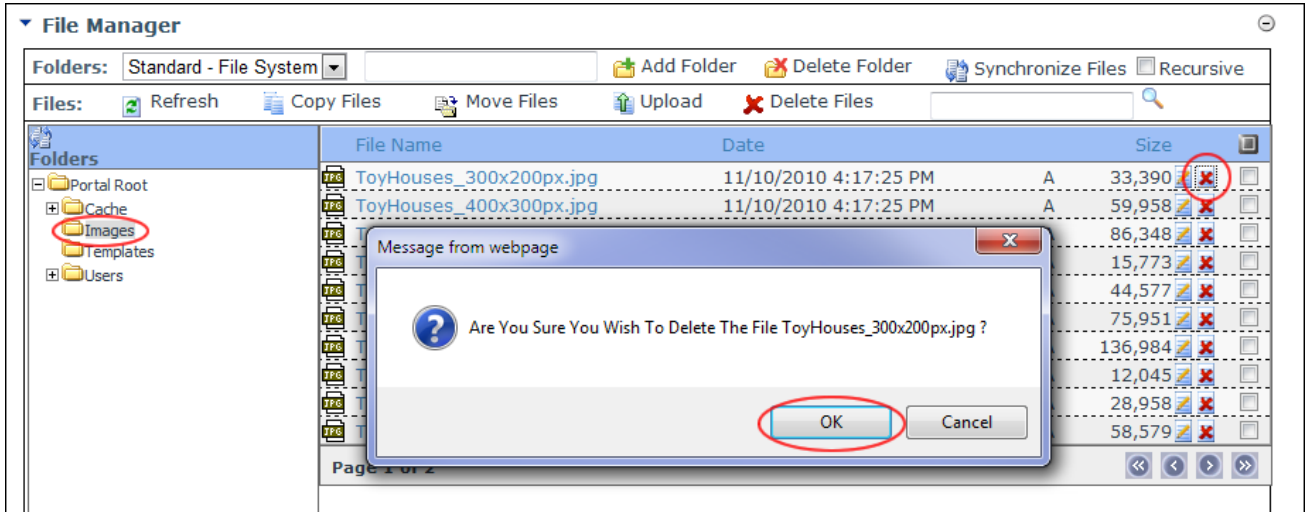 File Manager
Folders: Standard - File System Add Folder Delete Folder Synchronize Files Recursive
Files: Refresh Copy Files Move Files Upload Delete Files
Folders
File Name Date Size
Portal Root
Cache
Images
Templates
Users
ToyHouses_300x200px.jpg 11/10/2010 4:17:25 PM A 33,390
ToyHouses_400x300px.jpg 11/10/2010 4:17:25 PM A 59,958
86,348
15,773
44,577
75,951
136,984
12,045
28,958
58,579
Message from webpage
Are You Sure You Wish To Delete The File ToyHouses_300x200px.jpg ?
OK Cancel
Page 1 of 2